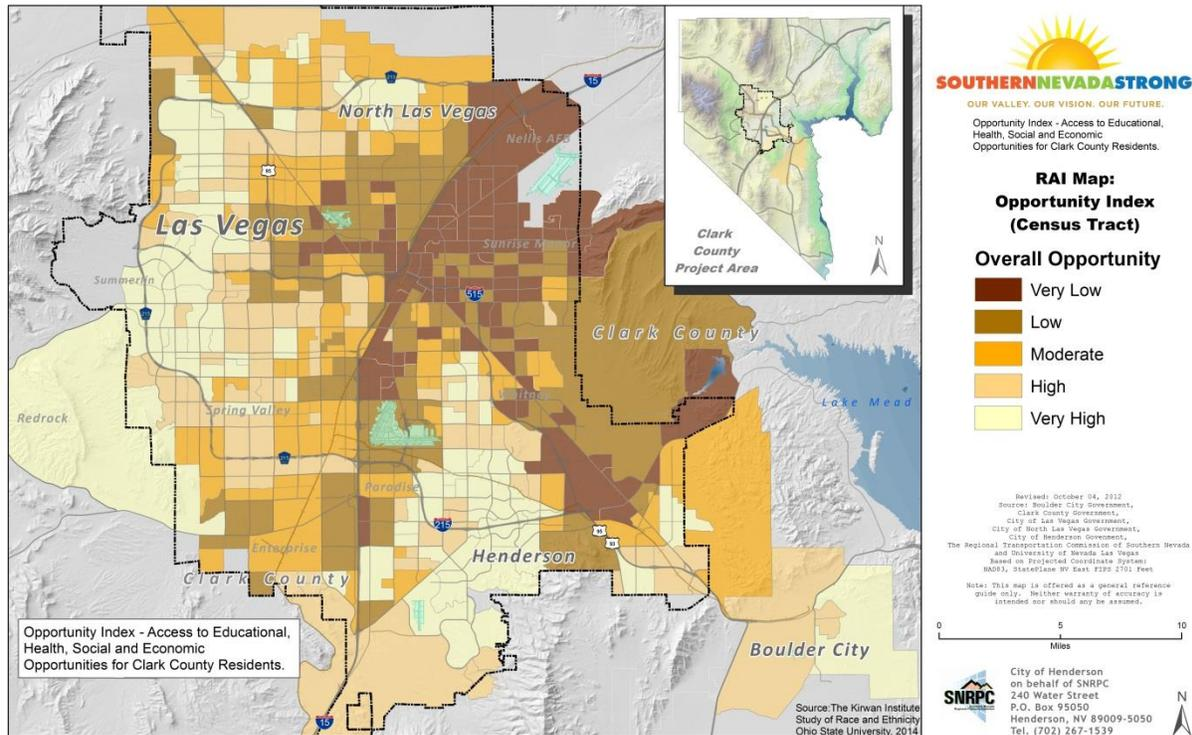 North Las Vegas
Nellis AFB
Las Vegas
Sunrise Manor
Summerlin
Clark County
Spring Valley
Whitney
Redrock
Lake Mead
Paradise
Enterprise
Henderson
Clark County
Boulder City
215
15
95
515
215
215
215
95
93
15
Opportunity Index - Access to Educational,
Health, Social and Economic
Opportunities for Clark County Residents.
Source:The Kirwan Institute
Study of Race and Ethnicity
Ohio State University, 2014
Clark
County
Project Area
N
SOUTHERNNEVADASTRONG
OUR VALLEY. OUR VISION. OUR FUTURE.
Opportunity Index - Access to Educational,
Health, Social and Economic
Opportunities for Clark County Residents.
RAI Map:
Opportunity Index
(Census Tract)
Overall Opportunity
Very Low
Low
Moderate
High
Very High
Revised: October 04, 2012
Source: Boulder City Government,
Clark County Government,
City of Las Vegas Government,
City of North Las Vegas Government,
City of Henderson Govenment,
The Regional Transportation Commission of Southern Nevada
and University of Nevada Las Vegas
Based on Projected Coordinate System:
NAD83, StatePlane NV East FIPS 2701 Feet
Note: This map is offered as a general reference
guide only. Neither warranty of accuracy is
intended nor should any be assumed.
0 5 10
Miles
SNRPC
City of Henderson
on behalf of SNRPC
240 Water Street
P.O. Box 95050
Henderson, NV 89009-5050
Tel. (702) 267-1539
N